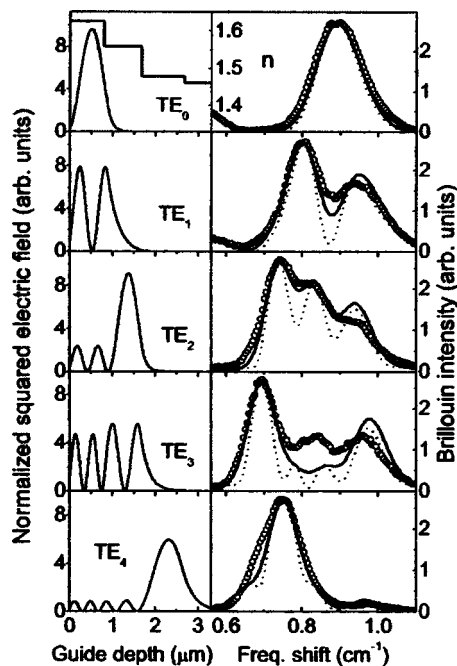 Normalized squared electric field (arb. units)
8
4
0
TE0
1.6
1.5
1.4
n
2
1
0
8
4
0
TE1
2
1
0
8
4
0
TE2
2
1
0
8
4
0
TE3
2
1
0
8
4
0
TE4
2
1
0
0 1 2 3
0.6 0.8 1.0
Guide depth (μm)
Freq. shift (cm-1)
Brillouin intensity (arb. units)